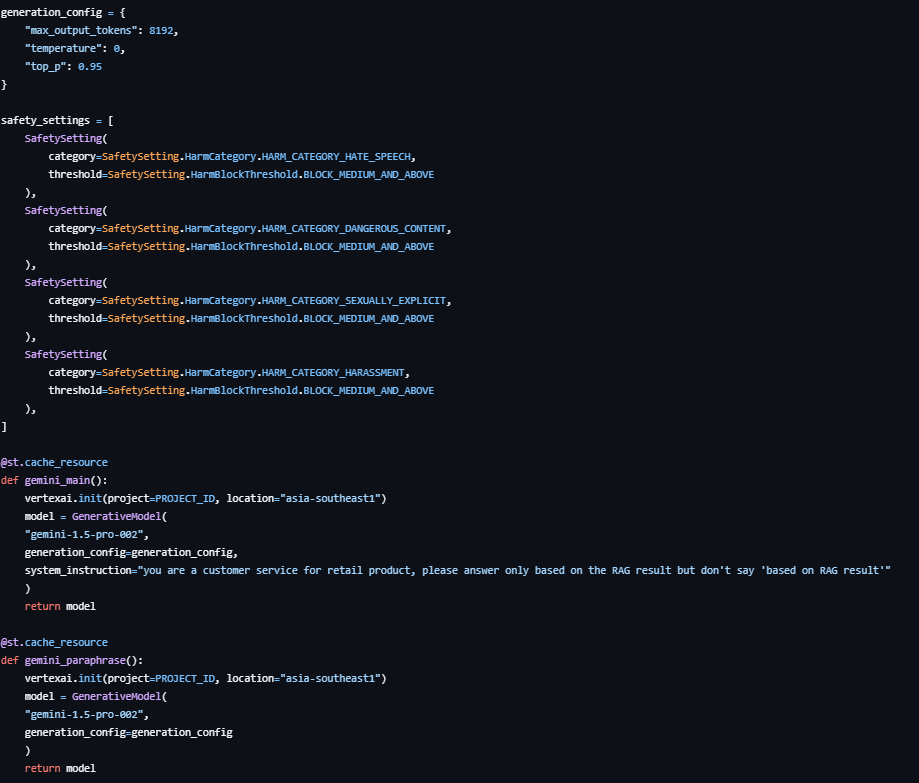 generation_config = {
    "max_output_tokens": 8192,
    "temperature": 0,
    "top_p": 0.95
}

safety_settings = [
    SafetySetting(
        category=SafetySetting.HarmCategory.HARM_CATEGORY_HATE_SPEECH,
        threshold=SafetySetting.HarmBlockThreshold.BLOCK_MEDIUM_AND_ABOVE
    ),
    SafetySetting(
        category=SafetySetting.HarmCategory.HARM_CATEGORY_DANGEROUS_CONTENT,
        threshold=SafetySetting.HarmBlockThreshold.BLOCK_MEDIUM_AND_ABOVE
    ),
    SafetySetting(
        category=SafetySetting.HarmCategory.HARM_CATEGORY_SEXUALLY_EXPLICIT,
        threshold=SafetySetting.HarmBlockThreshold.BLOCK_MEDIUM_AND_ABOVE
    ),
    SafetySetting(
        category=SafetySetting.HarmCategory.HARM_CATEGORY_HARASSMENT,
        threshold=SafetySetting.HarmBlockThreshold.BLOCK_MEDIUM_AND_ABOVE
    ),
]

@st.cache_resource
def gemini_main():
    vertexai.init(project=PROJECT_ID, location="asia-southeast1")
    model = GenerativeModel(
    "gemini-1.5-pro-002",
    generation_config=generation_config,
    system_instruction="you are a customer service for retail product, please answer only based on the RAG result but don't say 'based on RAG result'"
    )
    return model

@st.cache_resource
def gemini_paraphrase():
    vertexai.init(project=PROJECT_ID, location="asia-southeast1")
    model = GenerativeModel(
    "gemini-1.5-pro-002",
    generation_config=generation_config
    )
    return model